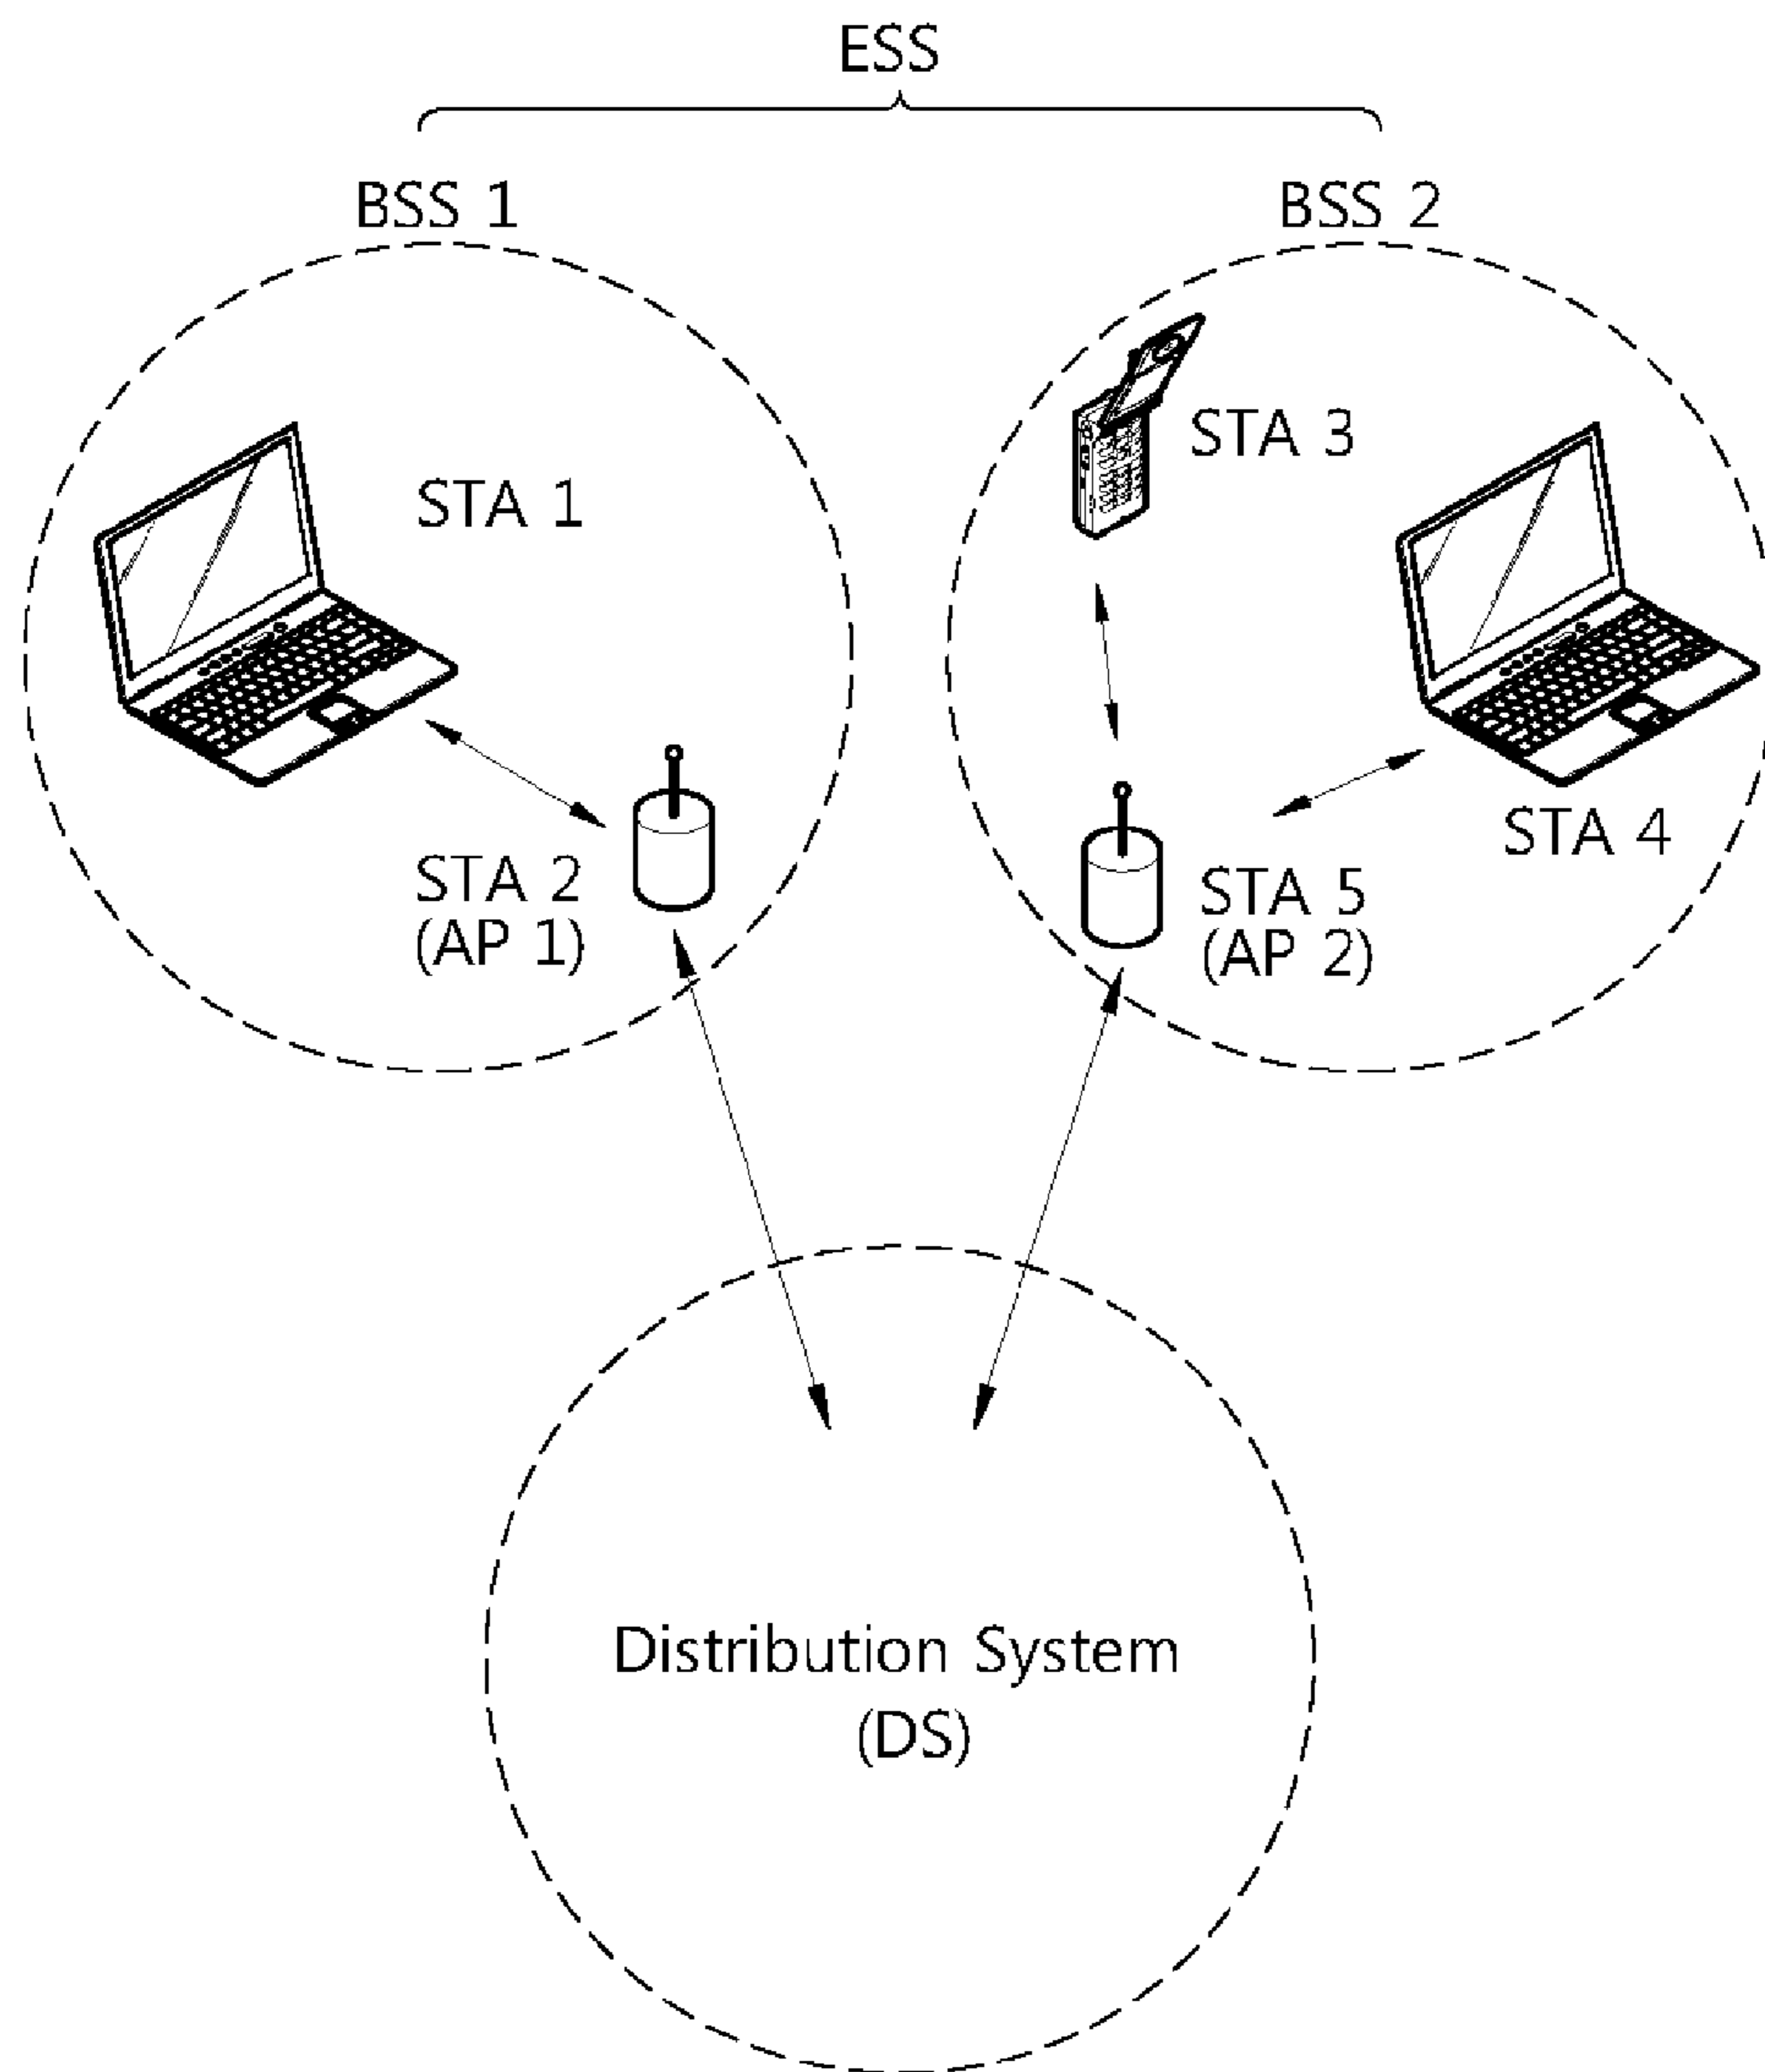 ESS
BSS 1
BSS 2
STA 1
STA 3
STA 4
STA 2
(AP 1)
STA 5
(AP 2)
Distribution System
(DS)